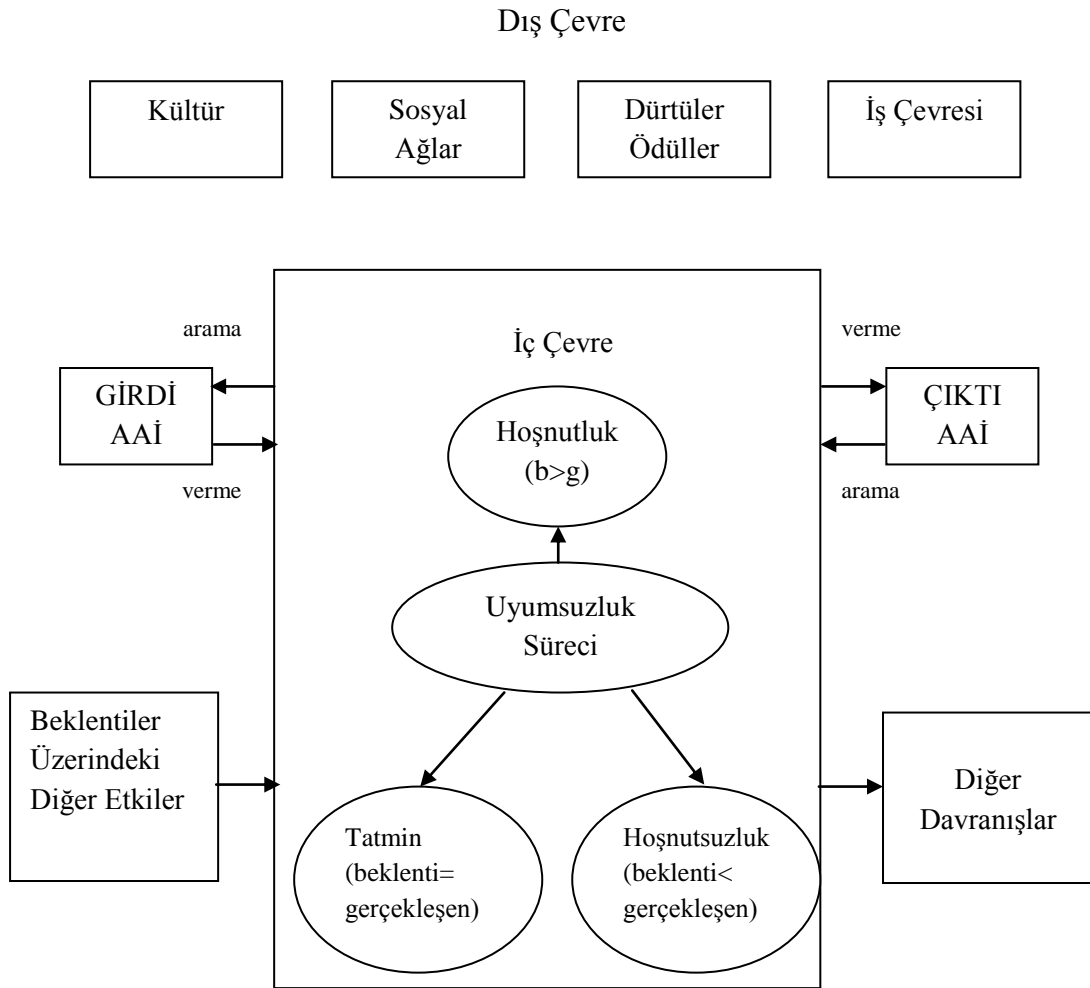 Dış Çevre
Kültür
Sosyal
Ağlar
Dürtüler
Ödüller
İş Çevresi
arama
GİRDİ
AAİ
verme
İç Çevre
Hoşnutluk
(b>g)
verme
ÇIKTI
AAİ
arama
Uyumsuzluk
Süreci
Beklentiler
Üzerindeki
Diğer Etkiler
Tatmin
(beklenti=
gerçekleşen)
Hoşnutsuzluk
(beklenti<
gerçekleşen)
Diğer
Davranışlar